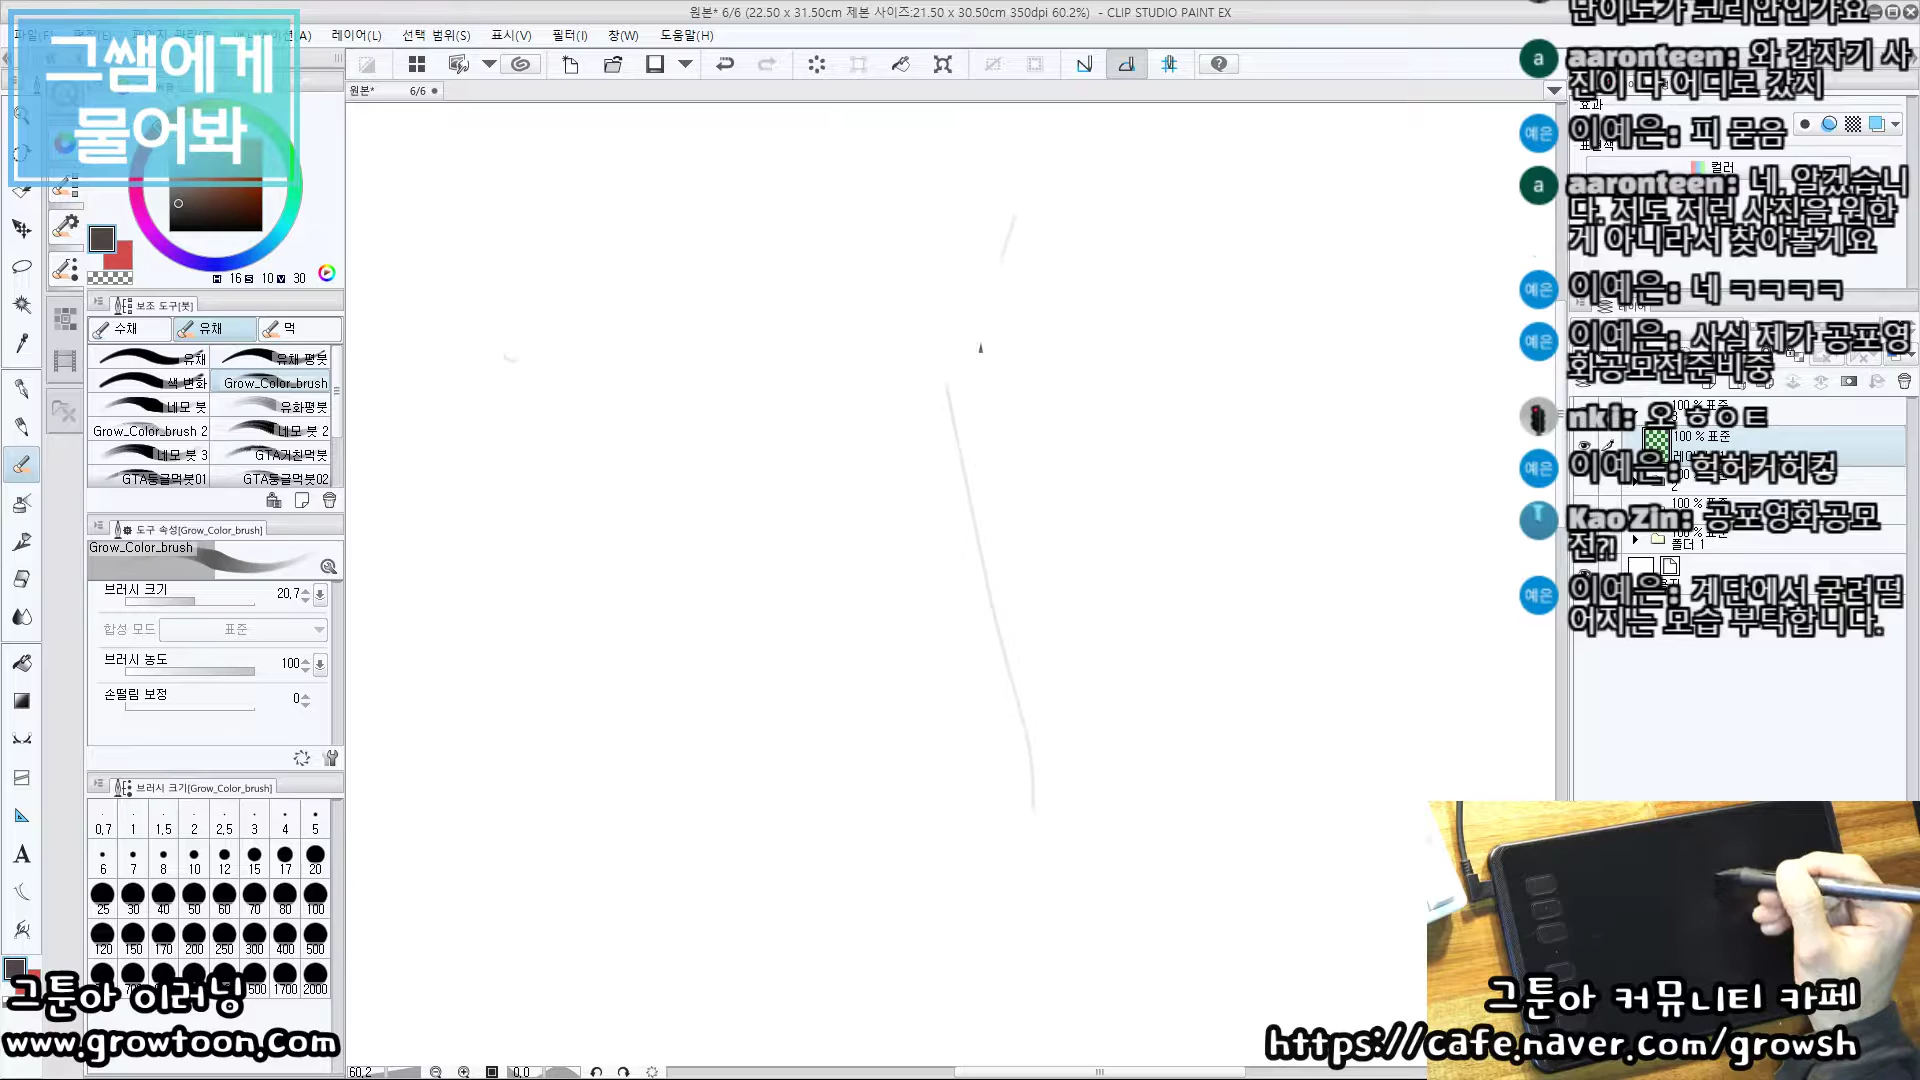 원본* 6/6 (22.50 x 31.50cm 제본 사이즈:21.50 x 30.50cm 350dpi 60.2%) - CLIP STUDIO PAINT EX
레이어(L) 선택 범위(S) 표시(V) 필터(I) 창(W) 도움말(H)
그쌤에게
물어봐
원본* 6/6
H 16 S 10 V 30
보조 도구[붓]
수채 유채 먹
유채 유채 평붓
색 변화 Grow_Color_brush
네모 붓 유화평붓
Grow_Color_brush 2 네모 붓 2
네모 붓 3 GTA거친먹붓
GTA둥글먹붓01 GTA둥글먹붓02
도구 속성[Grow_Color_brush]
Grow_Color_brush
브러시 크기 20.7
합성 모드 표준
브러시 농도 100
손떨림 보정 0
브러시 크기[Grow_Color_brush]
0.7 1 1.5 2 2.5 3 4 5
6 7 8 10 12 15 17 20
25 30 40 50 60 70 80 100
120 150 170 200 250 300 400 500
1700 2000
그툰아 이러닝
www.growtoon.com
60.2 0.0
aaronteen: 와 갑자기 사
진이 다 어디로 갔지
효과
이예은: 피 묻음
표현색
컬러
aaronteen: 네, 알겠습니
다. 저도 저런 사진을 원한
게 아니라서 찾아볼게요
이예은: 네 ㅋㅋㅋㅋ
레이어
이예은: 사실 제가 공포영
화공모전준비중
100 % 표준
nki: 오 ㅎㅇㅌ
100 % 표준
이예은: 헉허커허컹
100 % 표준
Kao Zin: 공포영화공모
전?!
100 % 표준
폴더 1
이예은: 계단에서 굴러떨
어지는 모습 부탁합니다.
그툰아 커뮤니티 카페
https://cafe.naver.com/growsh